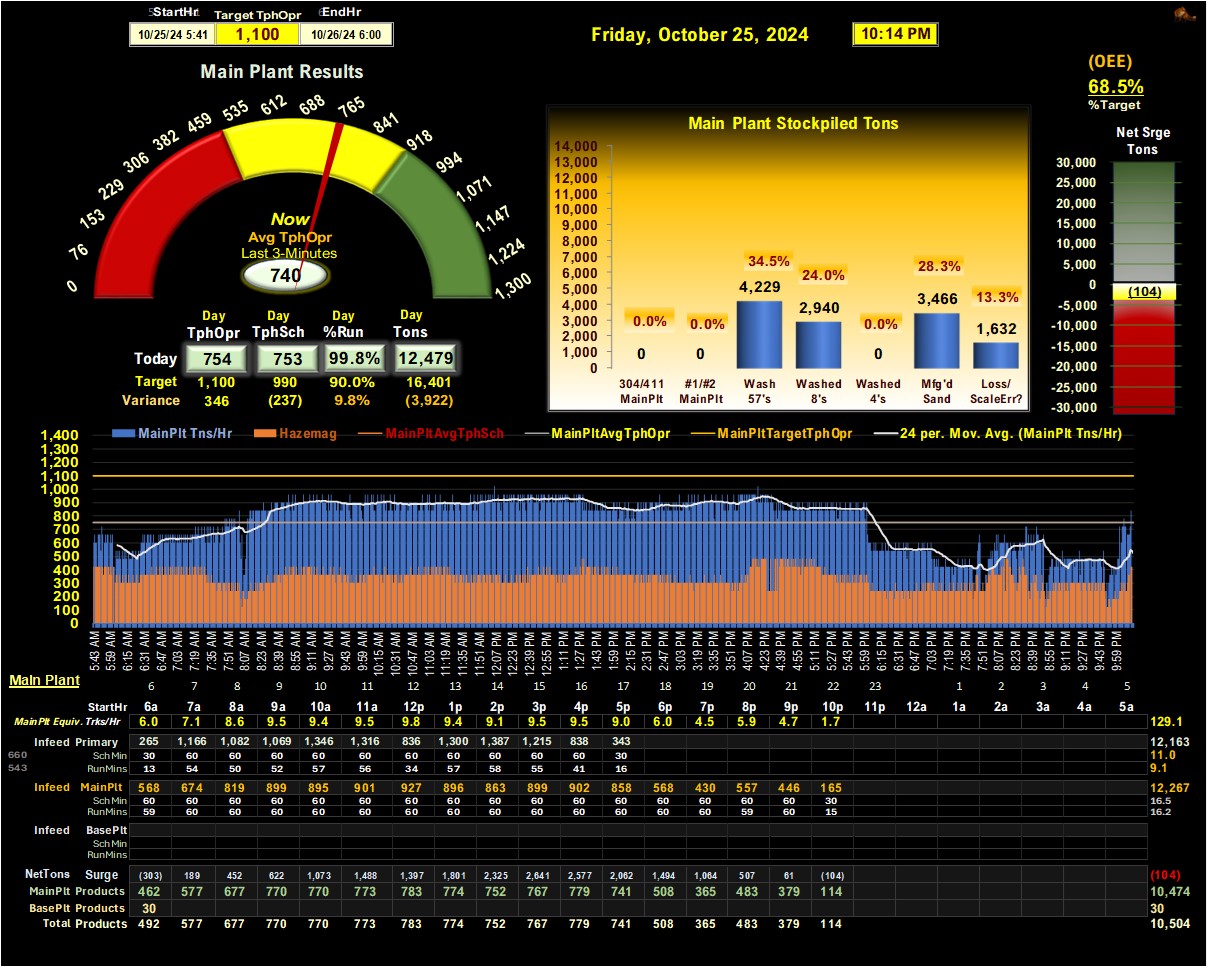 StartHr Target TphOpr EndHr
10/25/24 5:41 1,100 10/26/24 6:00
Friday, October 25, 2024 10:14 PM
(OEE)
68.5%
%Target
Main Plant Results
0 76 153 229 306 382 459 535 612 688 765 841 918 994 1,071 1,147 1,224 1,300
Now
Avg TphOpr
Last 3-Minutes
740
Day Day Day Day
TphOpr TphSch %Run Tons
Today 754 753 99.8% 12,479
Target 1,100 990 90.0% 16,401
Variance 346 (237) 9.8% (3,922)
Main Plant Stockpiled Tons
14,000
13,000
12,000
11,000
10,000
9,000
8,000
7,000
6,000
5,000
4,000
3,000
2,000
1,000
0
0.0% 0.0% 34.5% 24.0% 0.0% 28.3% 13.3%
0 0 4,229 2,940 0 3,466 1,632
304/411 #1/#2 Wash Washed Washed Mfg'd Loss/
MainPlt MainPlt 57's 8's 4's Sand ScaleErr?
Net Srge
Tons
30,000
25,000
20,000
15,000
10,000
5,000
0
(104)
-5,000
-10,000
-15,000
-20,000
-25,000
-30,000
MainPlt Tns/Hr Hazemag MainPltAvgTphSch MainPltAvgTphOpr MainPltTargetTphOpr 24 per. Mov. Avg. (MainPlt Tns/Hr)
1,400
1,300
1,200
1,100
1,000
900
800
700
600
500
400
300
200
100
0
5:43 AM 5:59 AM 6:15 AM 6:31 AM 6:47 AM 7:03 AM 7:19 AM 7:35 AM 7:51 AM 8:07 AM 8:23 AM 8:39 AM 8:55 AM 9:11 AM 9:27 AM 9:43 AM 9:59 AM 10:15 AM 10:31 AM 10:47 AM 11:03 AM 11:19 AM 11:35 AM 11:51 AM 12:07 PM 12:23 PM 12:39 PM 12:55 PM 1:11 PM 1:27 PM 1:43 PM 1:59 PM 2:15 PM 2:31 PM 2:47 PM 3:03 PM 3:19 PM 3:35 PM 3:51 PM 4:07 PM 4:23 PM 4:39 PM 4:55 PM 5:11 PM 5:27 PM 5:43 PM 5:59 PM 6:15 PM 6:31 PM 6:47 PM 7:03 PM 7:19 PM 7:35 PM 7:51 PM 8:07 PM 8:23 PM 8:39 PM 8:55 PM 9:11 PM 9:27 PM 9:43 PM 9:59 PM
Main Plant 6 7 8 9 10 11 12 13 14 15 16 17 18 19 20 21 22 23 1 2 3 4 5
StartHr 6a 7a 8a 9a 10a 11a 12p 1p 2p 3p 4p 5p 6p 7p 8p 9p 10p 11p 12a 1a 2a 3a 4a 5a
MainPlt Equiv. Trks/Hr 6.0 7.1 8.6 9.5 9.4 9.5 9.8 9.4 9.1 9.5 9.5 9.0 6.0 4.5 5.9 4.7 1.7 129.1
Infeed Primary 265 1,166 1,082 1,069 1,346 1,316 836 1,300 1,387 1,215 838 343 12,163
660 SchMin 30 60 60 60 60 60 60 60 60 60 60 30 11.0
543 RunMins 13 54 50 52 57 56 34 57 58 55 41 16 9.1
Infeed MainPlt 568 674 819 899 895 901 927 896 863 899 902 858 568 430 557 446 165 12,267
SchMin 60 60 60 60 60 60 60 60 60 60 60 60 60 60 60 60 30 16.5
RunMins 59 60 60 60 60 60 60 60 60 60 60 60 60 60 59 60 15 16.2
Infeed BasePlt
SchMin
RunMins
NetTons Surge (303) 189 452 622 1,073 1,488 1,397 1,801 2,325 2,641 2,577 2,062 1,494 1,064 507 61 (104) (104)
MainPlt Products 462 577 677 770 770 773 783 774 752 767 779 741 508 365 483 379 114 10,474
BasePlt Products 30 30
Total Products 492 577 677 770 770 773 783 774 752 767 779 741 508 365 483 379 114 10,504